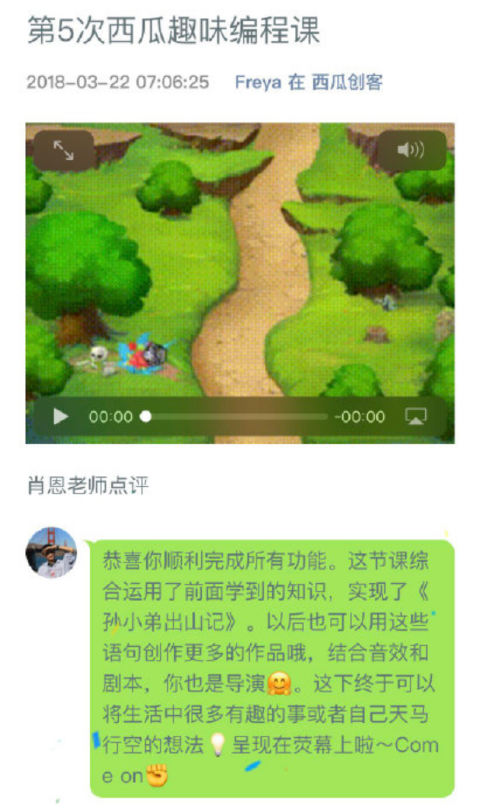 第5次西瓜趣味编程课
2018-03-22 07:06:25 Freya 在 西瓜创客
00:00 -00:00
肖恩老师点评
恭喜你顺利完成所有功能。这节课综
合运用了前面学到的知识，实现了《
孙小弟出山记》。以后也可以用这些
语句创作更多的作品哦，结合音效和
剧本，你也是导演🤗。这下终于可以
将生活中很多有趣的事或者自己天马
行空的想法💡呈现在荧幕上啦～Com
e on✊